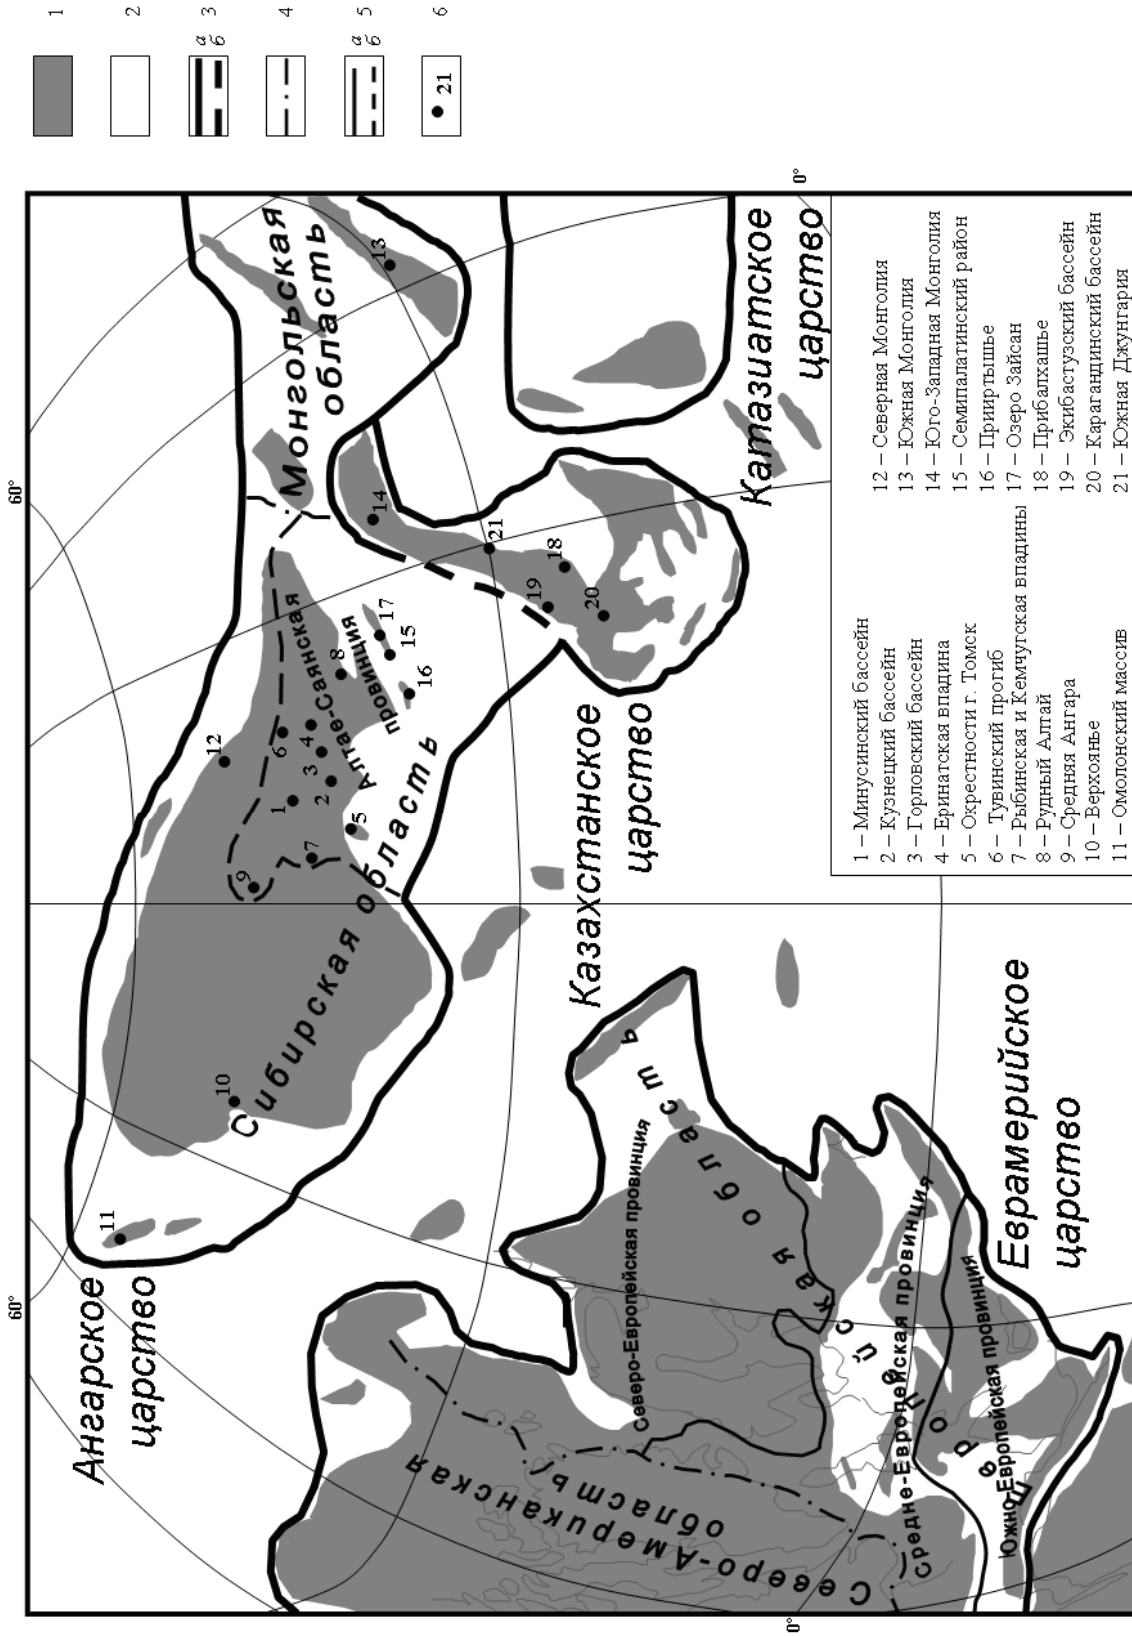 1
2
3
а
б
4
5
а
б
6
21
60°
60°
0°
0°
Ангарское
царство
Сибирская область
Алтае-Саянская
провинция
Монгольская
область
Казахстанское
царство
Катазиатское
царство
Еврамерийское
царство
Северо-Американская
область
Европейская область
Северо-Европейская провинция
Средне-Европейская провинция
Южно-Европейская провинция
11
10
9
7
5
1
2
3
4
6
12
8
16
15
17
14
13
19
20
18
21
1 – Минусинский бассейн
2 – Кузнецкий бассейн
3 – Горловский бассейн
4 – Еринатская впадина
5 – Окрестности г. Томск
6 – Тувинский прогиб
7 – Рыбинская и Кемчугская впадины
8 – Рудный Алтай
9 – Средняя Ангара
10 – Верхоянье
11 – Омолонский массив
12 – Северная Монголия
13 – Южная Монголия
14 – Юго-Западная Монголия
15 – Семипалатинский район
16 – Прииртышье
17 – Озеро Зайсан
18 – Прибалхашье
19 – Экибастузский бассейн
20 – Карагандинский бассейн
21 – Южная Джунгария